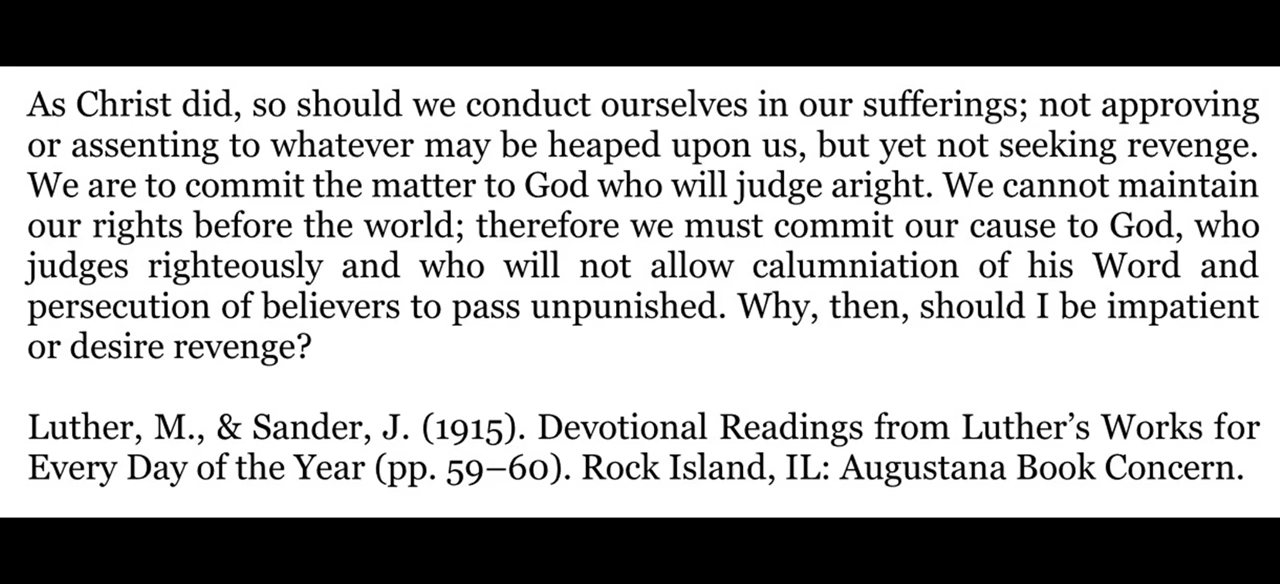 As Christ did, so should we conduct ourselves in our sufferings; not approving
or assenting to whatever may be heaped upon us, but yet not seeking revenge.
We are to commit the matter to God who will judge aright. We cannot maintain
our rights before the world; therefore we must commit our cause to God, who
judges righteously and who will not allow calumniation of his Word and
persecution of believers to pass unpunished. Why, then, should I be impatient
or desire revenge?
Luther, M., & Sander, J. (1915). Devotional Readings from Luther’s Works for
Every Day of the Year (pp. 59–60). Rock Island, IL: Augustana Book Concern.